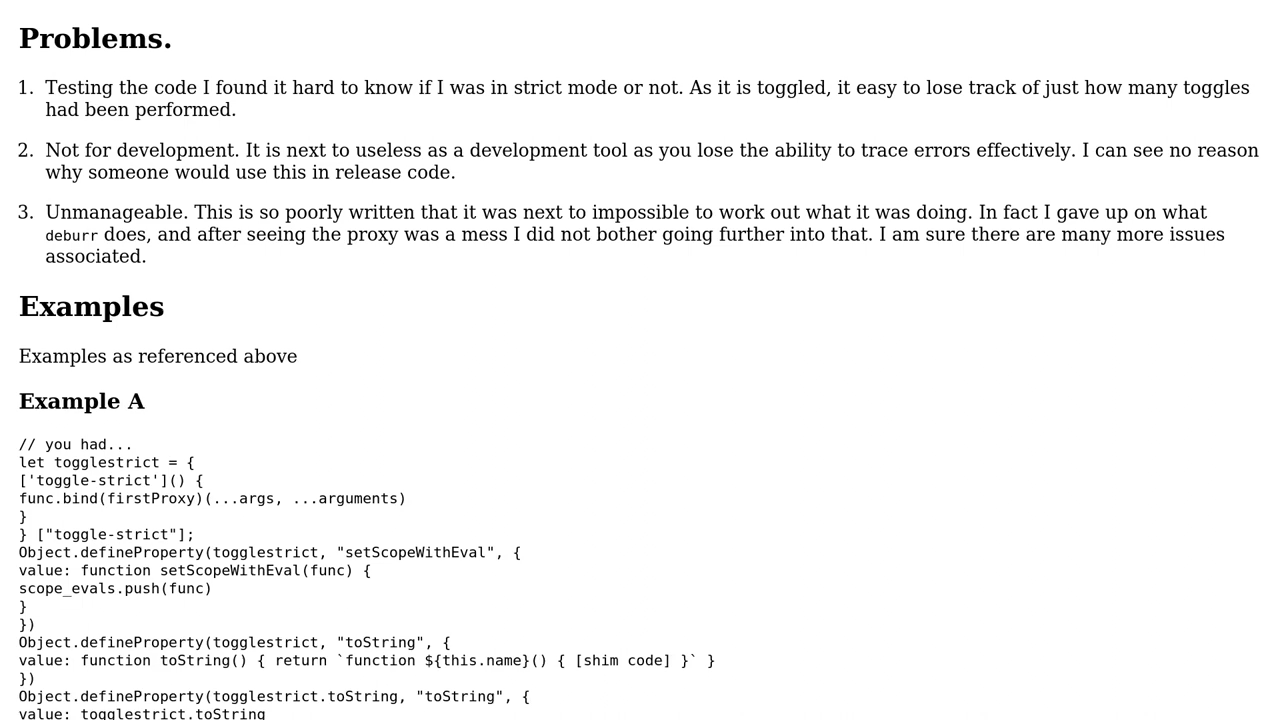 Problems.
1. Testing the code I found it hard to know if I was in strict mode or not. As it is toggled, it easy to lose track of just how many toggles
had been performed.
2. Not for development. It is next to useless as a development tool as you lose the ability to trace errors effectively. I can see no reason
why someone would use this in release code.
3. Unmanageable. This is so poorly written that it was next to impossible to work out what it was doing. In fact I gave up on what
deburr does, and after seeing the proxy was a mess I did not bother going further into that. I am sure there are many more issues
associated.
Examples
Examples as referenced above
Example A
// you had...
let togglestrict = {
['toggle-strict']() {
func.bind(firstProxy)(...args, ...arguments)
}
} ["toggle-strict"];
Object.defineProperty(togglestrict, "setScopeWithEval", {
value: function setScopeWithEval(func) {
scope_evals.push(func)
}
})
Object.defineProperty(togglestrict, "toString", {
value: function toString() { return `function ${this.name}() { [shim code] }` }
})
Object.defineProperty(togglestrict.toString, "toString", {
value: togglestrict.toString